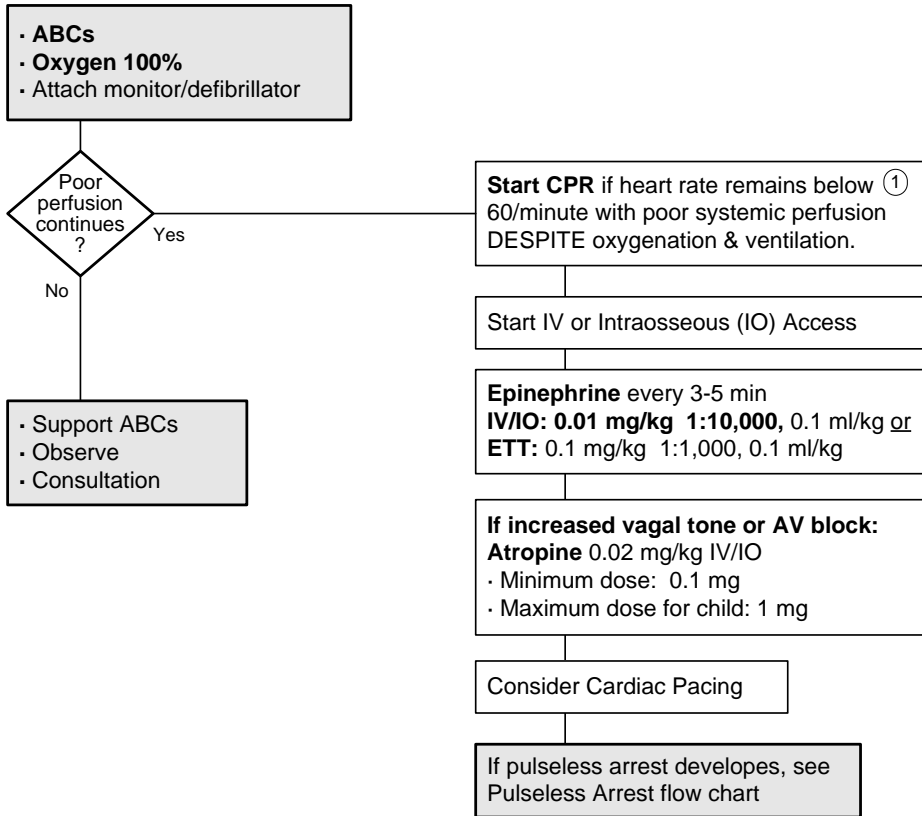 · ABCs
· Oxygen 100%
· Attach monitor/defibrillator
Poor
perfusion
continues
?
Yes
No
· Support ABCs
· Observe
· Consultation
Start CPR if heart rate remains below 1
60/minute with poor systemic perfusion
DESPITE oxygenation & ventilation.
Start IV or Intraosseous (IO) Access
Epinephrine every 3-5 min
IV/IO: 0.01 mg/kg 1:10,000, 0.1 ml/kg or
ETT: 0.1 mg/kg 1:1,000, 0.1 ml/kg
If increased vagal tone or AV block:
Atropine 0.02 mg/kg IV/IO
· Minimum dose: 0.1 mg
· Maximum dose for child: 1 mg
Consider Cardiac Pacing
If pulseless arrest developes, see
Pulseless Arrest flow chart